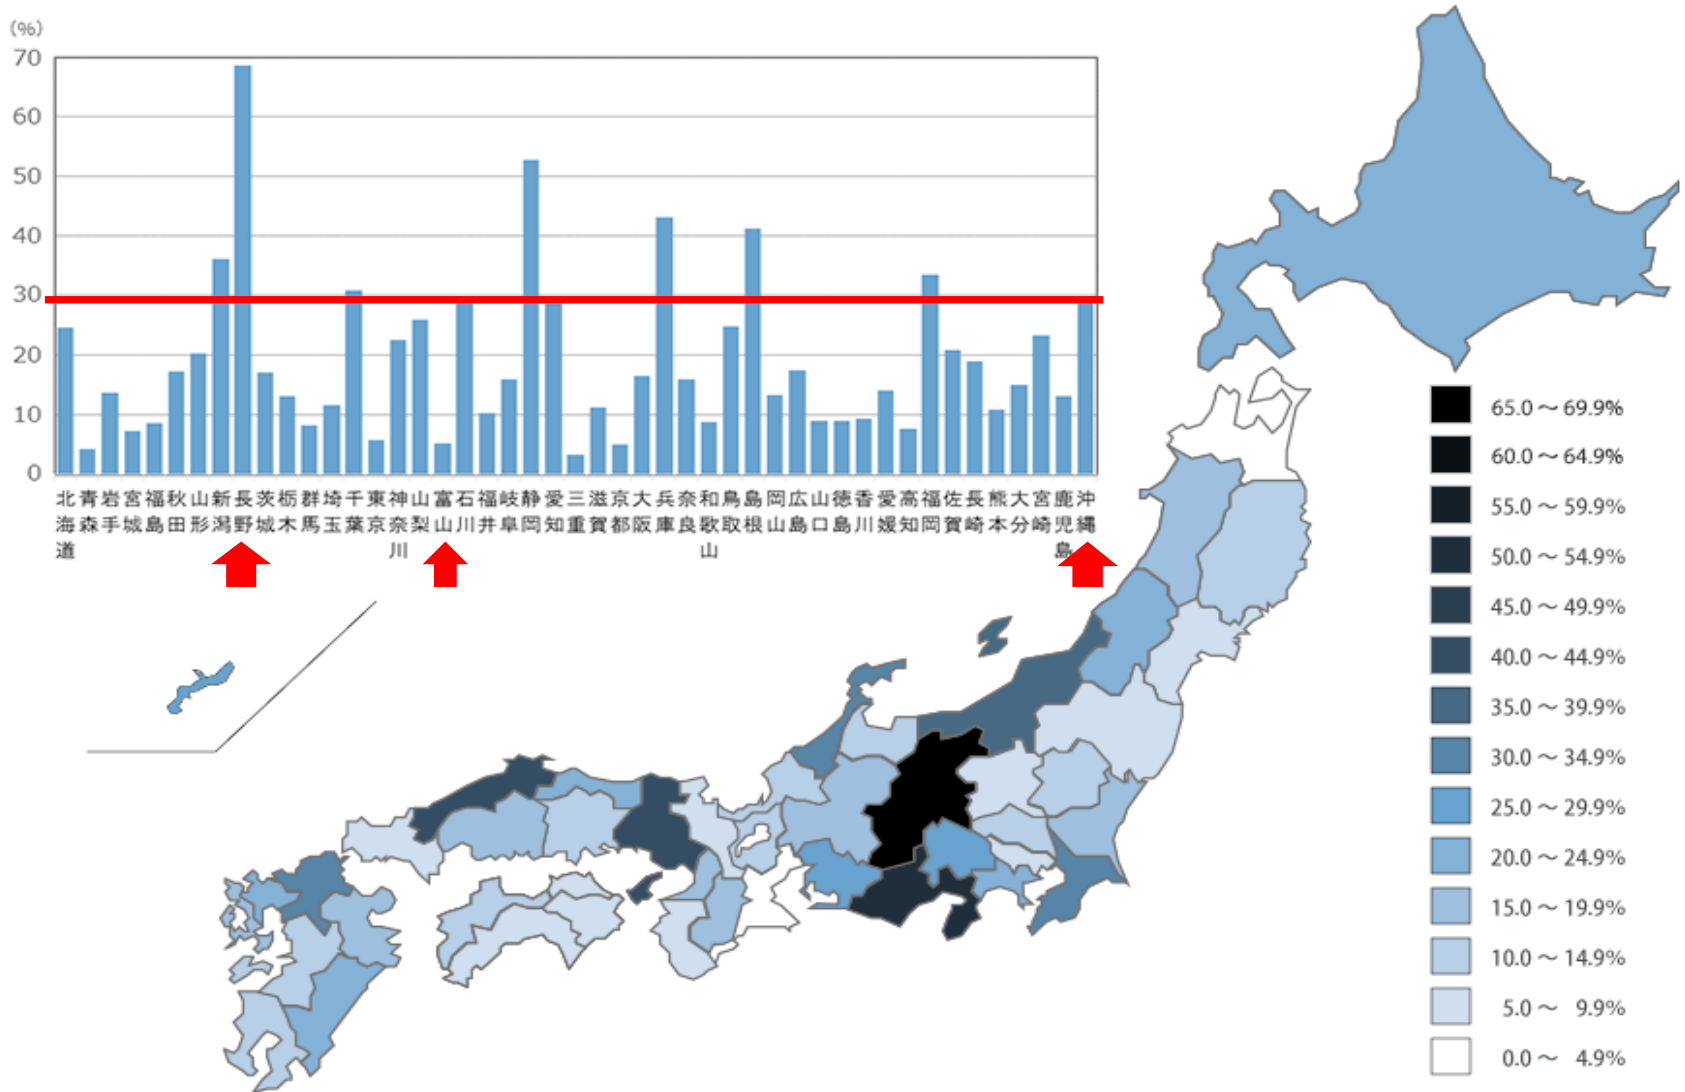 (%)
70
60
50
40
30
20
10
0
北海道
青森
岩手
宮城
福島
秋田
山形
新潟
長野
茨城
栃木
群馬
埼玉
千葉
東京
神奈川
山梨
富山
石川
福井
岐阜
静岡
愛知
三重
滋賀
京都
大阪
兵庫
奈良
和歌山
鳥取
島根
岡山
広島
山口
徳島
香川
愛媛
高知
福岡
佐賀
長崎
熊本
大分
宮崎
鹿児島
沖縄
65.0~69.9%
60.0~64.9%
55.0~59.9%
50.0~54.9%
45.0~49.9%
40.0~44.9%
35.0~39.9%
30.0~34.9%
25.0~29.9%
20.0~24.9%
15.0~19.9%
10.0~14.9%
5.0~ 9.9%
0.0~ 4.9%